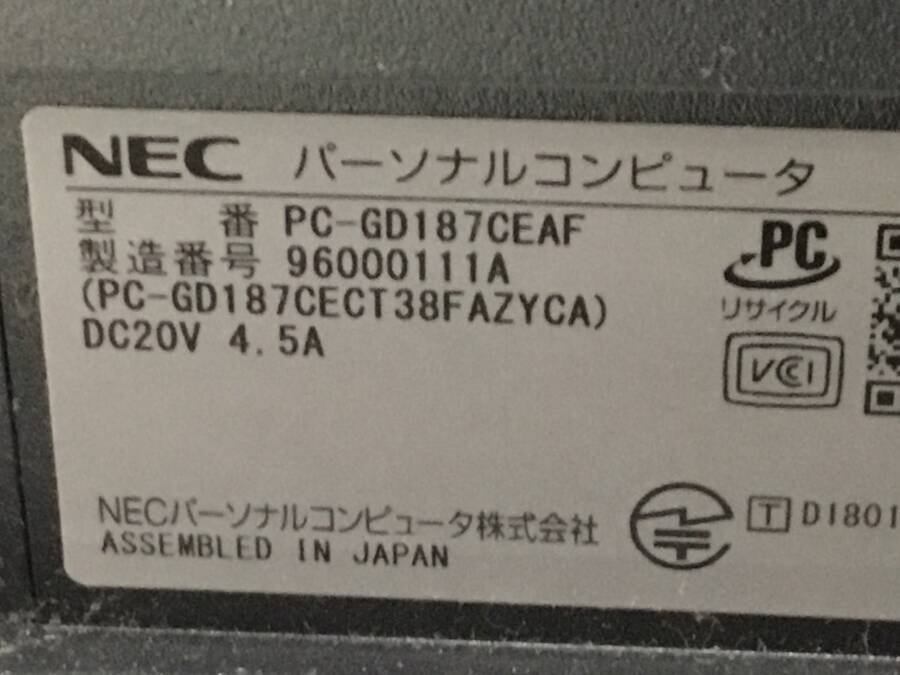 NEC パーソナルコンピュータ
型 番 PC-GD187CEAF
製造番号 96000111A
(PC-GD187CECT38FAZYCA)
DC20V 4.5A
PC
リサイクル
VCI
NECパーソナルコンピュータ株式会社
ASSEMBLED IN JAPAN
T D1801